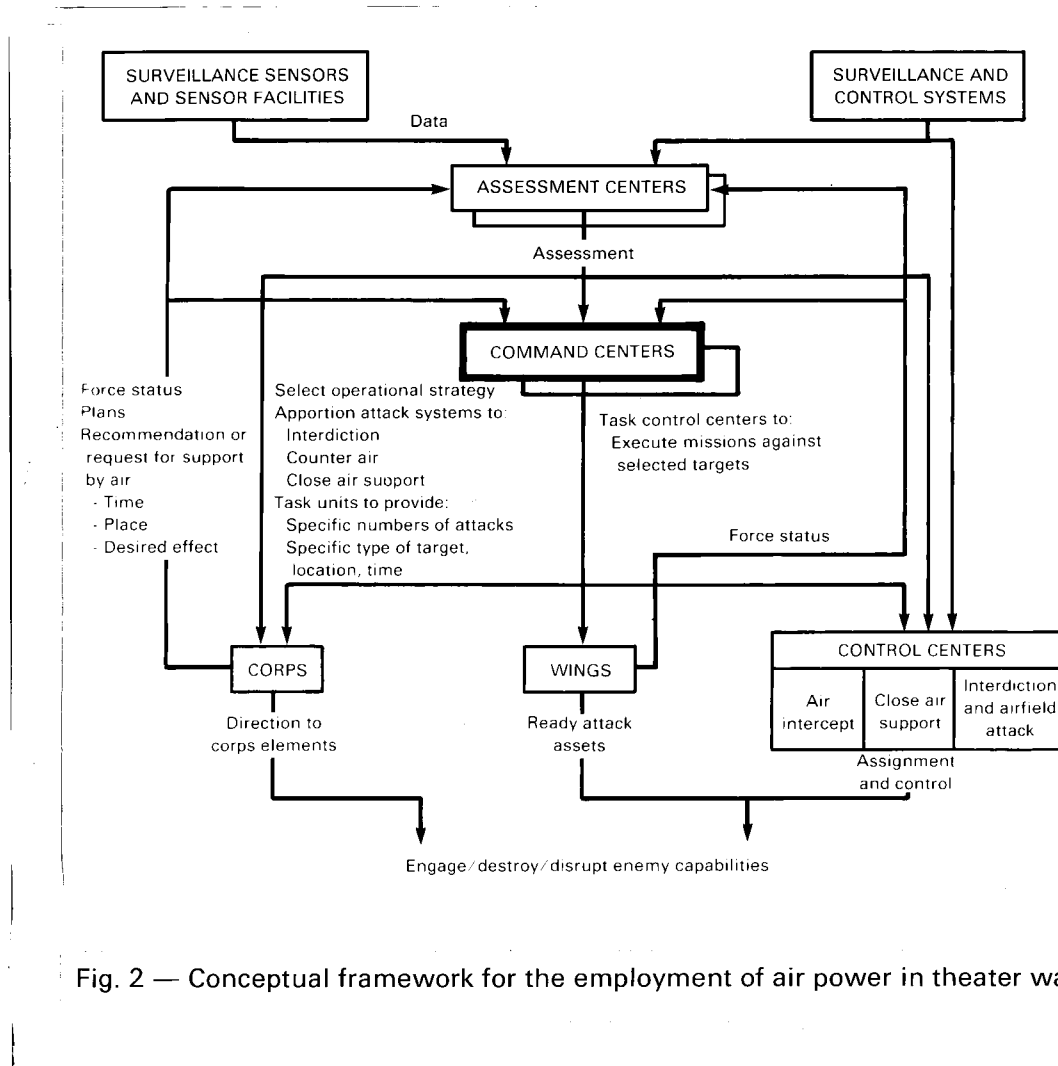 SURVEILLANCE SENSORS
AND SENSOR FACILITIES
SURVEILLANCE AND
CONTROL SYSTEMS
Data
ASSESSMENT CENTERS
Assessment
COMMAND CENTERS
Force status
Plans
Recommendation or
request for support
by air
- Time
- Place
- Desired effect
Select operational strategy
Apportion attack systems to:
Interdiction
Counter air
Close air support
Task units to provide:
Specific numbers of attacks
Specific type of target,
location, time
Task control centers to:
Execute missions against
selected targets
Force status
CORPS
WINGS
CONTROL CENTERS
Air
intercept
Close air
support
Interdiction
and airfield
attack
Direction to
corps elements
Ready attack
assets
Assignment
and control
Engage/destroy/disrupt enemy capabilities
Fig. 2 — Conceptual framework for the employment of air power in theater